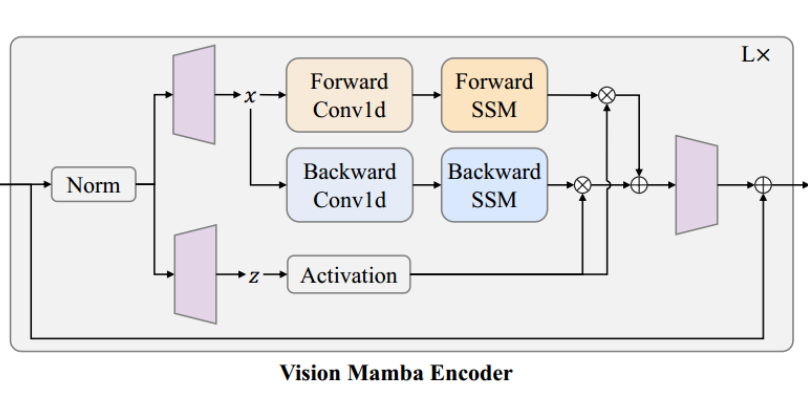 L×
Forward
Conv1d
Forward
SSM
x
Norm
Backward
Conv1d
Backward
SSM
z
Activation
Vision Mamba Encoder